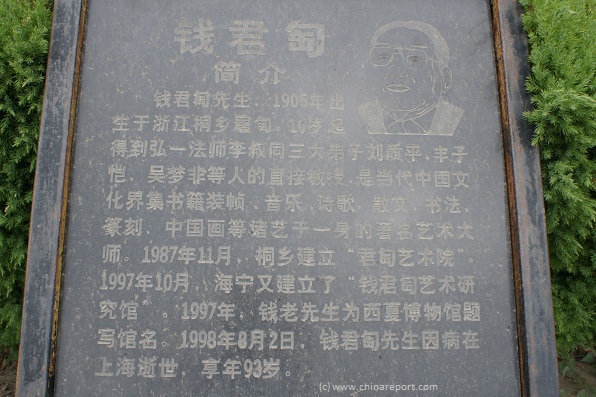 钱君匋
简介
钱君匋先生，1905年出
生于浙江桐乡屠甸。16岁起
得到弘一法师李叔同三大弟子刘质平、丰子
恺、吴梦非等人的直接教授，是当代中国文
化界集书籍装帧、音乐、诗歌、散文、书法、
篆刻、中国画等诸艺于一身的著名艺术大
师。1987年11月，桐乡建立“君匋艺术院”。
1997年10月，海宁又建立了“钱君匋艺术研
究馆”。1997年，钱老先生为西夏博物馆题
写馆名。1998年8月2日，钱君匋先生因病在
上海逝世，享年93岁。
(c) www.chinareport.com